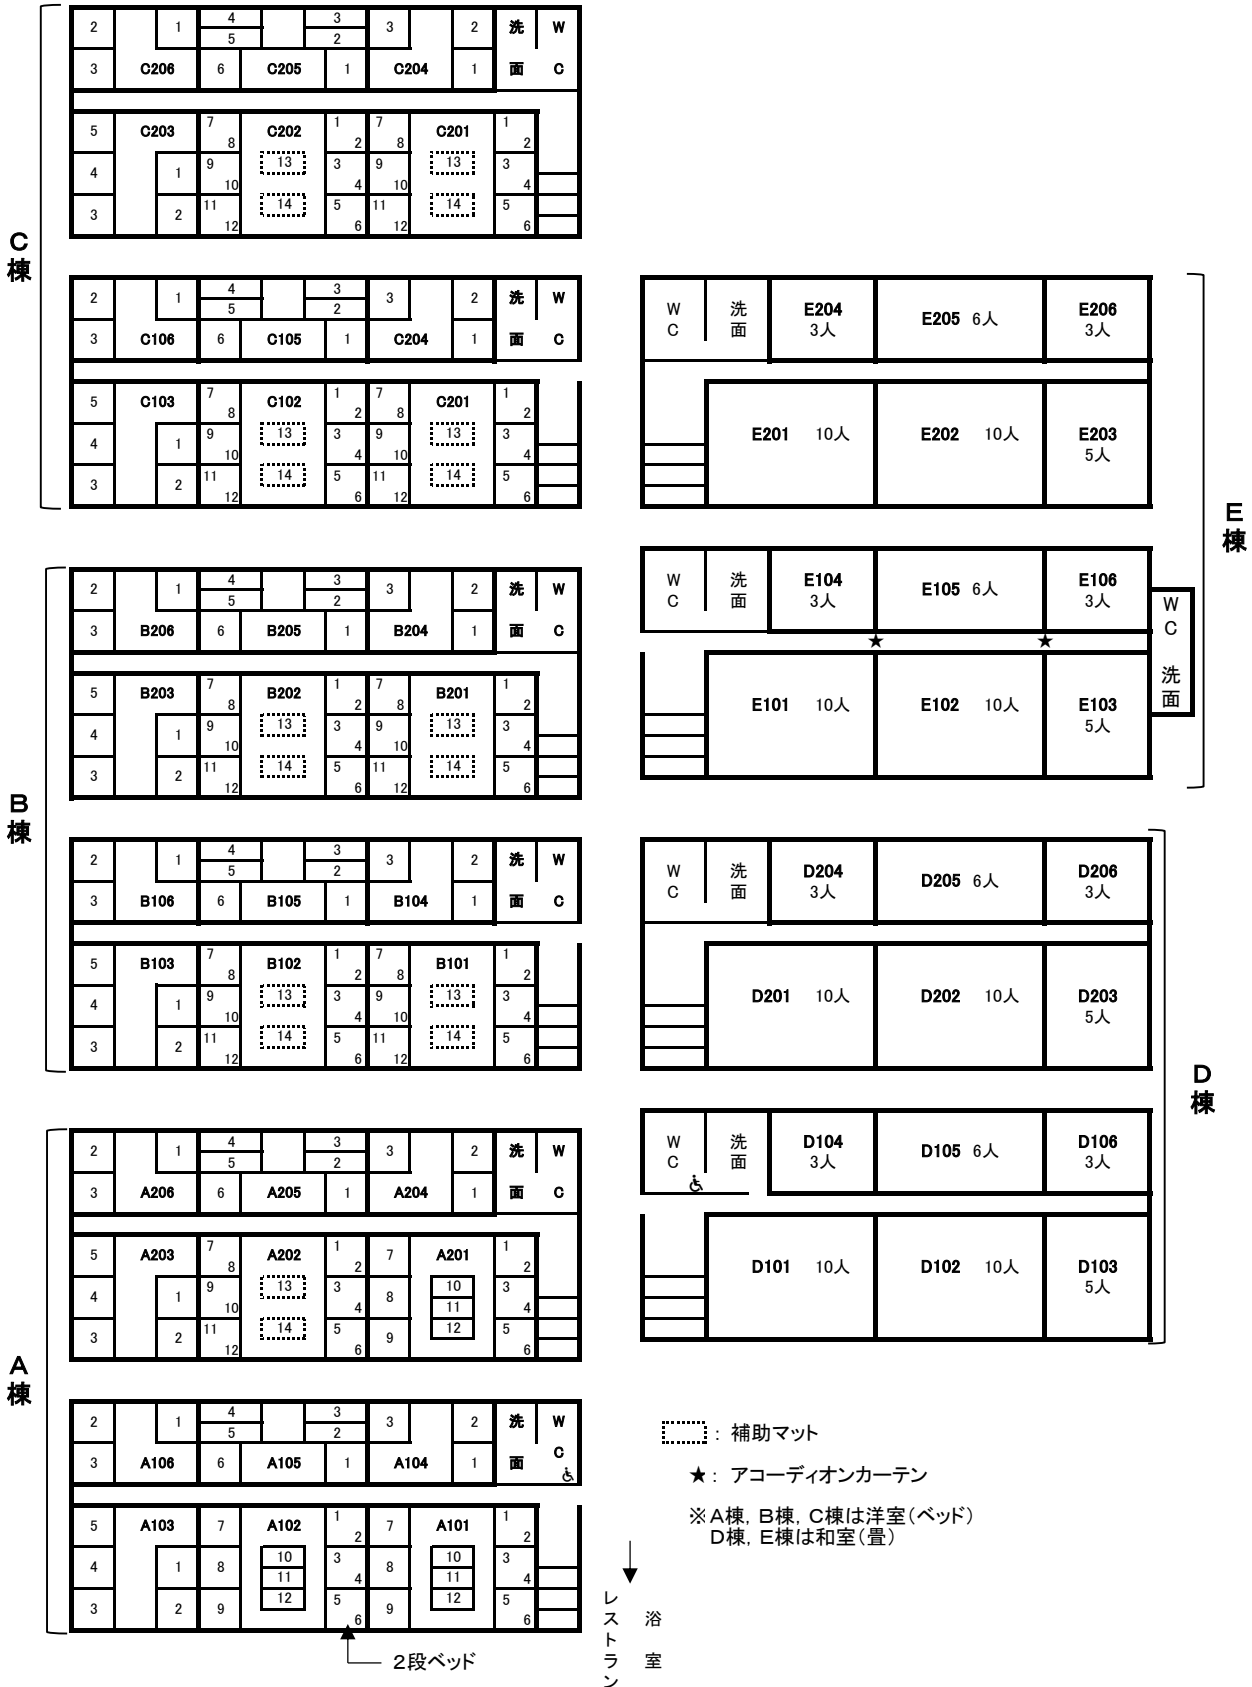 C棟
2 1 4 3 3 2 洗 W
5 2
3 C206 6 C205 1 C204 1 面 C
5 C203 7 8 C202 1 2 7 8 C201 1 2
4 1 9 10 13 3 4 9 10 13 3 4
3 2 11 12 14 5 6 11 12 14 5 6
2 1 4 3 3 2 洗 W
5 2
3 C106 6 C105 1 C204 1 面 C
5 C103 7 8 C102 1 2 7 8 C201 1 2
4 1 9 10 13 3 4 9 10 13 3 4
3 2 11 12 14 5 6 11 12 14 5 6
B棟
2 1 4 3 3 2 洗 W
5 2
3 B206 6 B205 1 B204 1 面 C
5 B203 7 8 B202 1 2 7 8 B201 1 2
4 1 9 10 13 3 4 9 10 13 3 4
3 2 11 12 14 5 6 11 12 14 5 6
2 1 4 3 3 2 洗 W
5 2
3 B106 6 B105 1 B104 1 面 C
5 B103 7 8 B102 1 2 7 8 B101 1 2
4 1 9 10 13 3 4 9 10 13 3 4
3 2 11 12 14 5 6 11 12 14 5 6
A棟
2 1 4 3 3 2 洗 W
5 2
3 A206 6 A205 1 A204 1 面 C
5 A203 7 8 A202 1 2 7 A201 1 2
4 1 9 10 13 3 4 8 10 11 3 4
3 2 11 12 14 5 6 9 12 5 6
2 1 4 3 3 2 洗 W
5 2
3 A106 6 A105 1 A104 1 面 C
5 A103 7 A102 1 2 7 A101 1 2
4 1 8 10 11 3 4 8 10 11 3 4
3 2 9 12 5 6 9 12 5 6
2段ベッド
E棟
WC 洗面 E204 E205 6人 E206
3人 3人
E201 10人 E202 10人 E203
5人
WC 洗面 E104 E105 6人 E106
3人 3人
★ ★
WC 洗面
E101 10人 E102 10人 E103
5人
D棟
WC 洗面 D204 D205 6人 D206
3人 3人
D201 10人 D202 10人 D203
5人
WC 洗面 D104 D105 6人 D106
3人 3人
D101 10人 D102 10人 D103
5人
: 補助マット
★: アコーディオンカーテン
※A棟, B棟, C棟は洋室(ベッド)
D棟, E棟は和室(畳)
レストラン
浴室